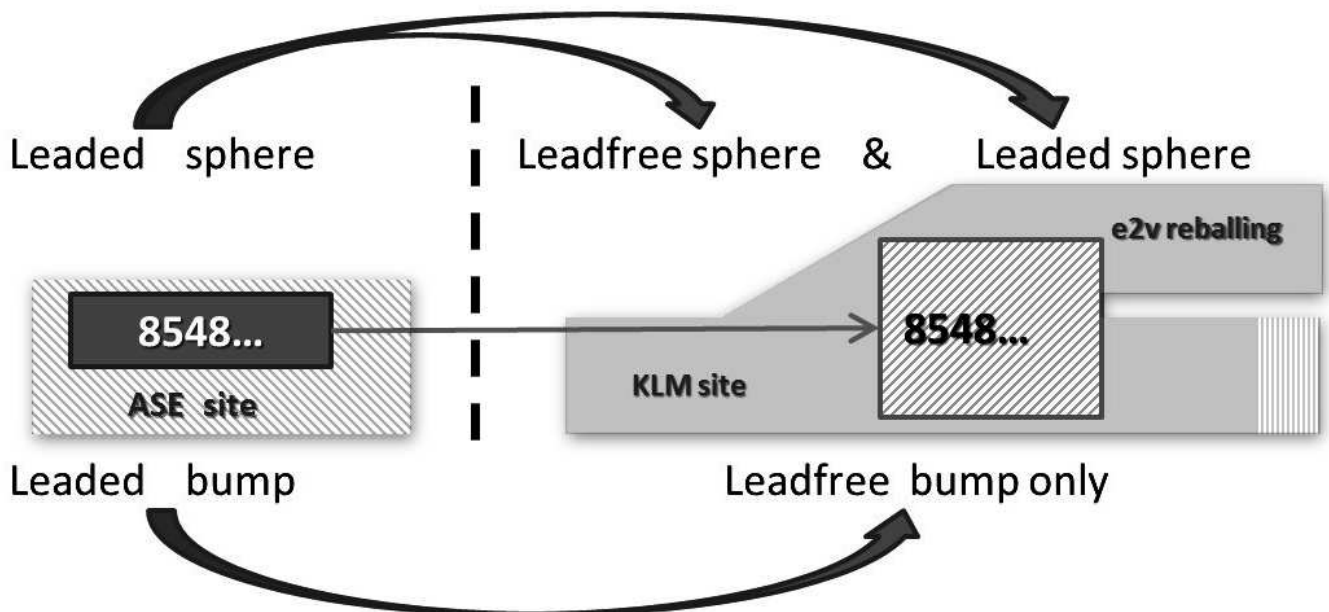 Leaded sphere Leadfree sphere & Leaded sphere
e2v reballing
8548... 8548...
KLM site
ASE site
Leaded bump Leadfree bump only